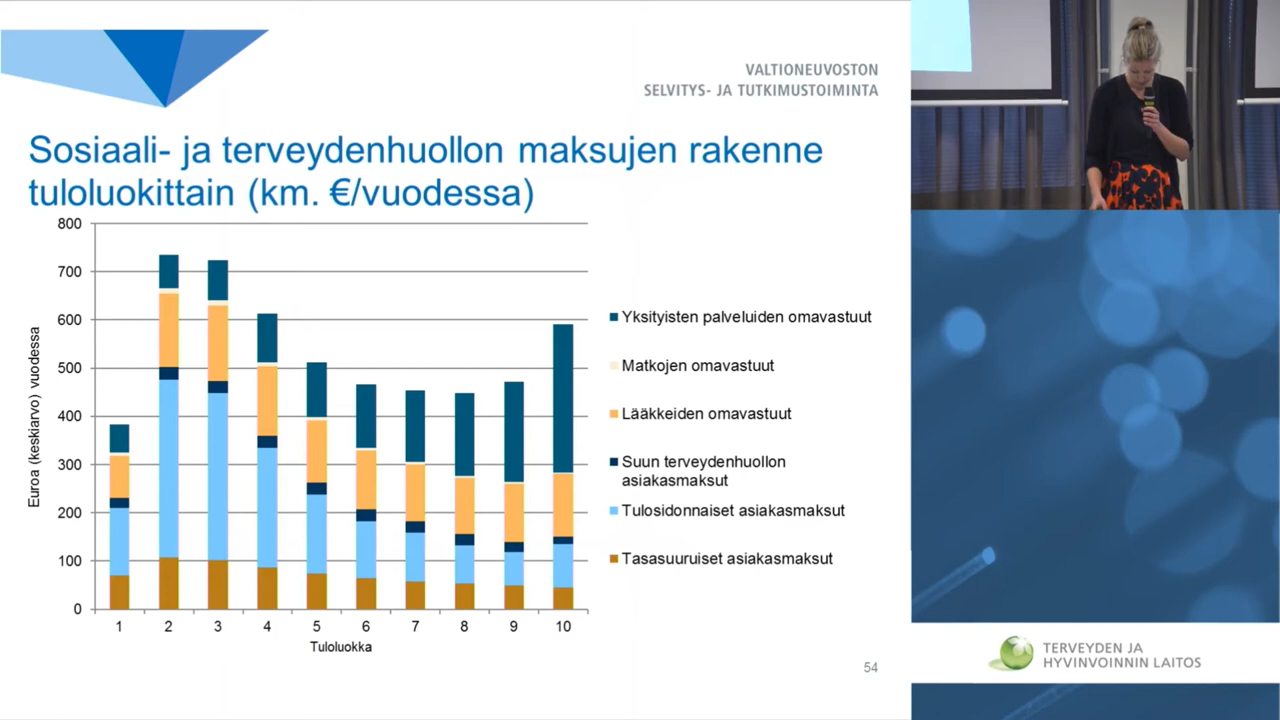 VALTIONEUVOSTON
SELVITYS- JA TUTKIMUSTOIMINTA
Sosiaali- ja terveydenhuollon maksujen rakenne
tuloluokittain (km. €/vuodessa)
Euroa (keskiarvo) vuodessa
800
700
600
500
400
300
200
100
0
1 2 3 4 5 6 7 8 9 10
Tuloluokka
Yksityisten palveluiden omavastuut
Matkojen omavastuut
Lääkkeiden omavastuut
Suun terveydenhuollon
asiakasmaksut
Tulosidonnaiset asiakasmaksut
Tasasuuruiset asiakasmaksut
54
TERVEYDEN JA
HYVINVOINNIN LAITOS